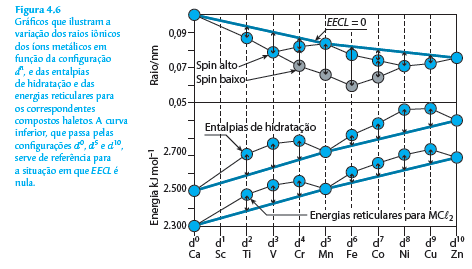 Figura 4.6
Gráficos que ilustram a
variação dos raios iônicos
dos íons metálicos em
função da configuração
dⁿ, e das entalpias
de hidratação e das
energias reticulares para
os correspondentes
compostos haletos. A curva
inferior, que passa pelas
configurações d⁰, d⁵ e d¹⁰,
serve de referência para
a situação em que EECL é
nula.
Raio/nm
0,09
0,07
0,05
EECL = 0
Spin alto
Spin baixo
Energia kJ mol⁻¹
2.700
2.500
2.300
Entalpias de hidratação
Energias reticulares para MCℓ₂
d⁰ d¹ d² d³ d⁴ d⁵ d⁶ d⁷ d⁸ d⁹ d¹⁰
Ca Sc Ti V Cr Mn Fe Co Ni Cu Zn